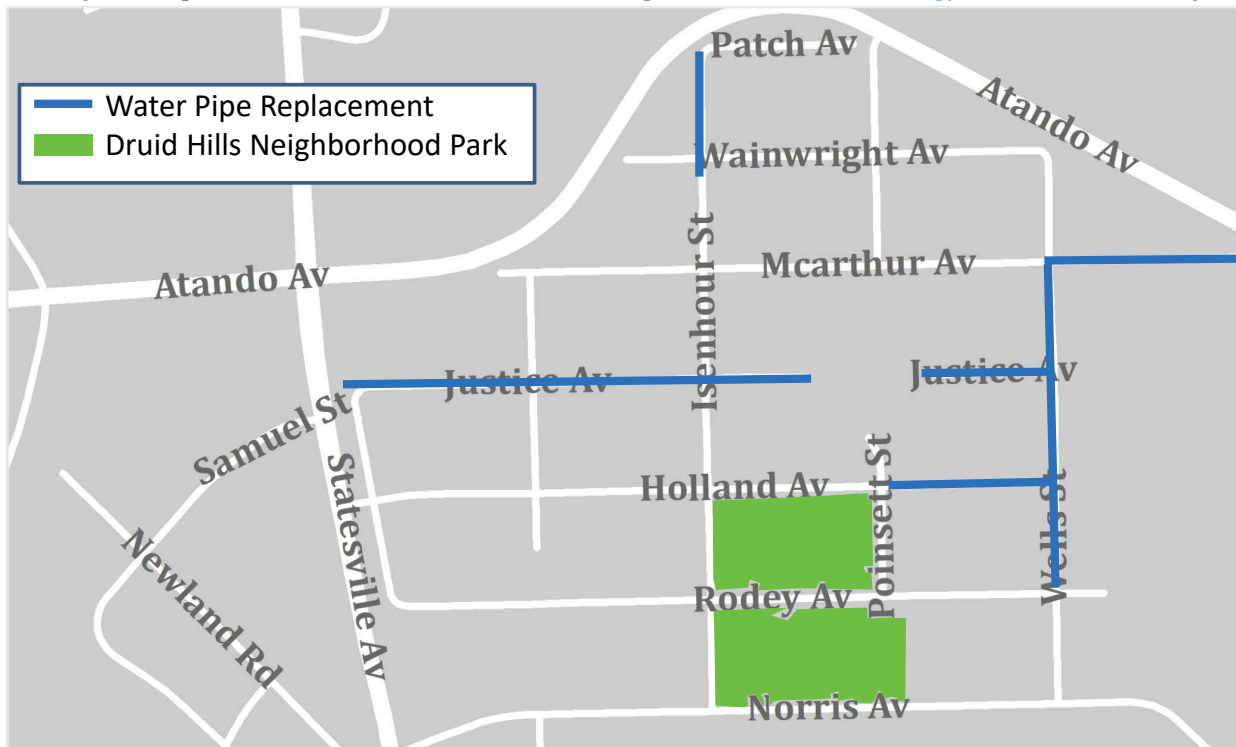 Patch Av
Water Pipe Replacement
Druid Hills Neighborhood Park
Atando Av
Wainwright Av
Atando Av
Mcarthur Av
Isenhour St
Justice Av
Justice Av
Samuel St
Statesville Av
Holland Av
Poinsett St
Wells St
Newland Rd
Rodey Av
Norris Av